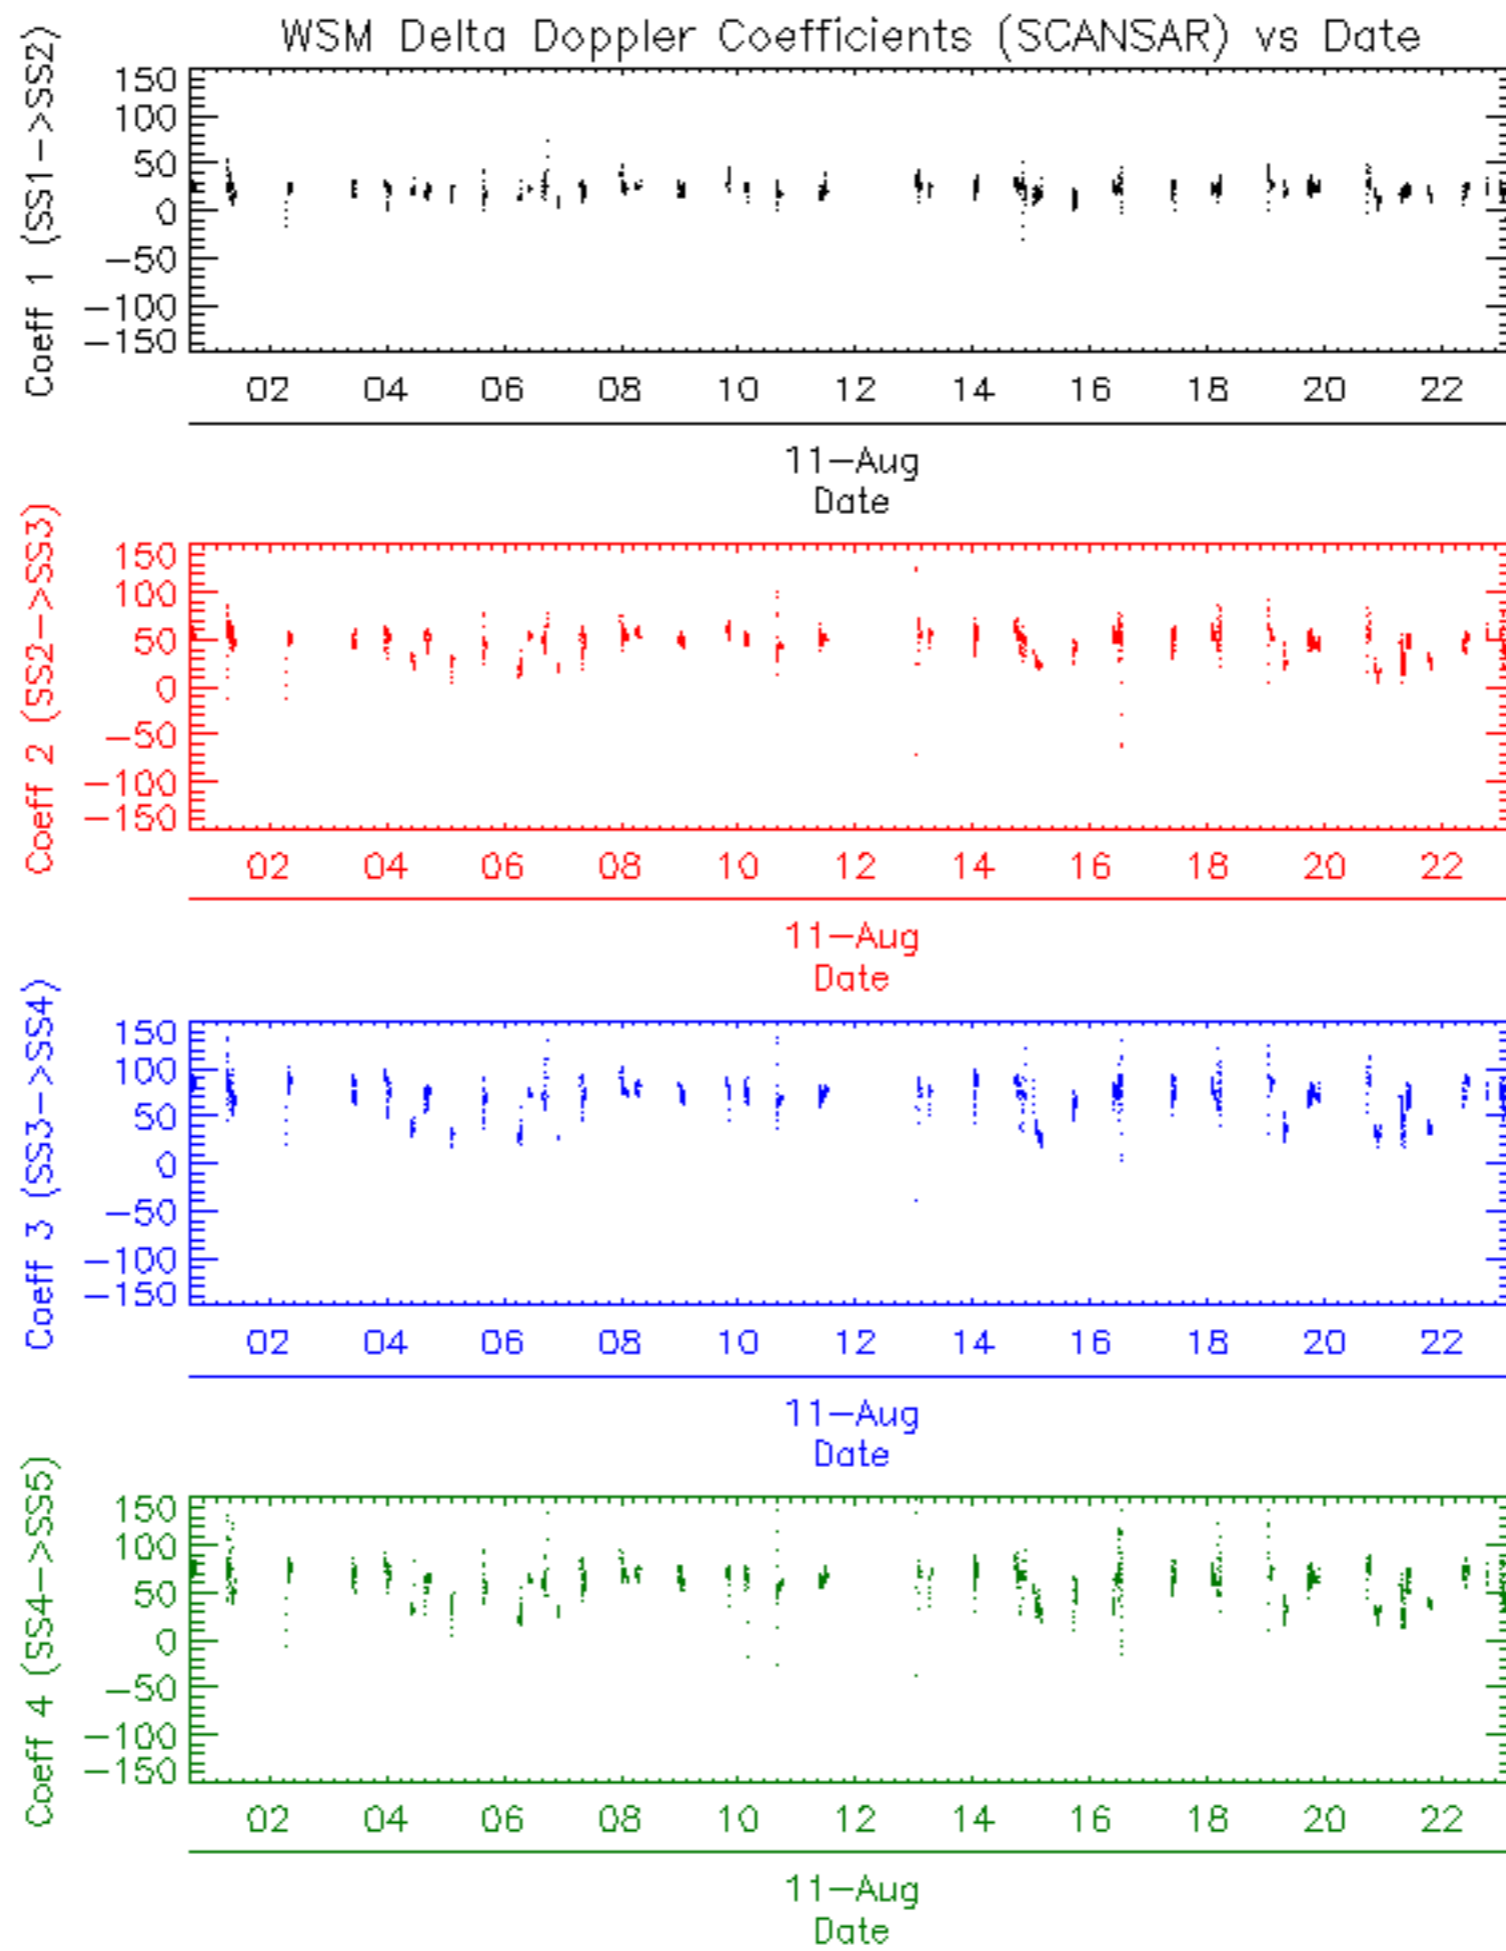 WSM Delta Doppler Coefficients (SCANSAR) vs Date
Coeff 1 (SS1->SS2)
150
100
50
0
-50
-100
-150
02 04 06 08 10 12 14 16 18 20 22
11-Aug
Date
Coeff 2 (SS2->SS3)
150
100
50
0
-50
-100
-150
02 04 06 08 10 12 14 16 18 20 22
11-Aug
Date
Coeff 3 (SS3->SS4)
150
100
50
0
-50
-100
-150
02 04 06 08 10 12 14 16 18 20 22
11-Aug
Date
Coeff 4 (SS4->SS5)
150
100
50
0
-50
-100
-150
02 04 06 08 10 12 14 16 18 20 22
11-Aug
Date